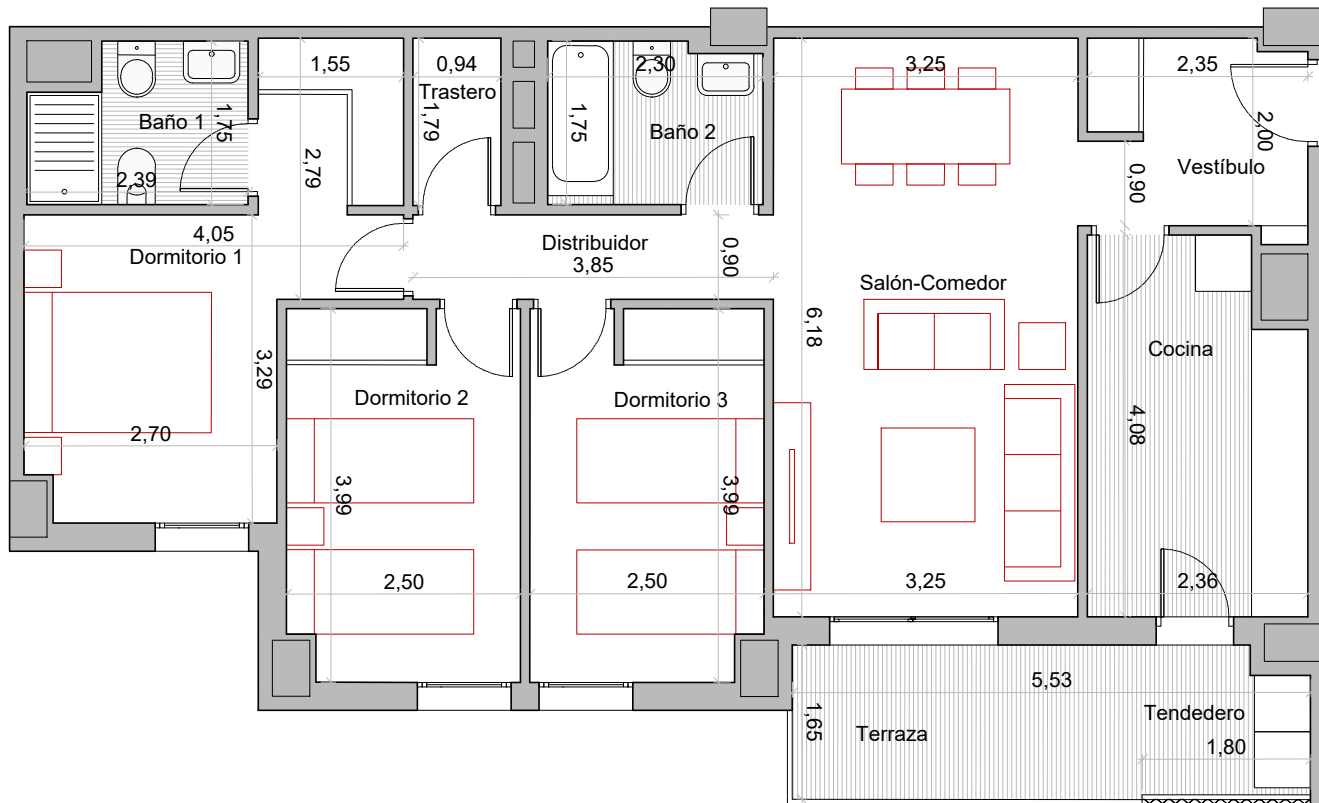 1,55
0,94
Trastero
2,30
3,25
2,35
1,75
Baño 1
1,79
1,75
Baño 2
2,00
Vestíbulo
2,39
2,79
0,90
4,05
Dormitorio 1
Distribuidor
3,85
0,90
Salón-Comedor
6,18
Cocina
3,29
Dormitorio 2
Dormitorio 3
4,08
2,70
3,99
3,99
2,50
2,50
3,25
2,36
5,53
1,65
Terraza
Tendedero
1,80